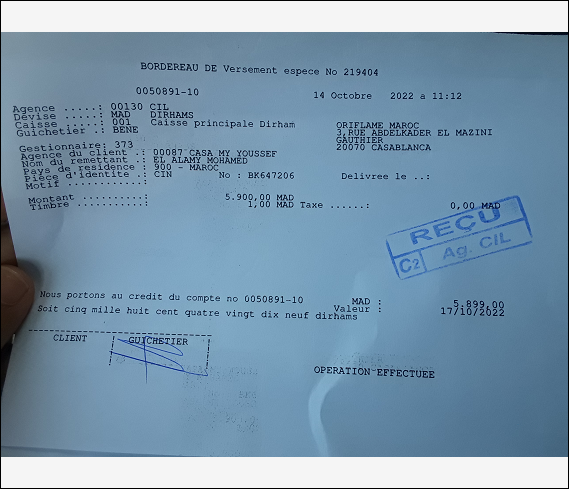 BORDEREAU DE Versement espece No 219404
0050891-10
14 Octobre 2022 a 11:12
Agence .....: 00130 CIL
Devise .....: MAD DIRHAMS
Caisse .....: 001 Caisse principale Dirham
Guichetier .: BENE
ORIFLAME MAROC
3,RUE ABDELKADER EL MAZINI
GAUTHIER
20070 CASABLANCA
Gestionnaire: 373
Agence du client .: 00087 CASA MY YOUSSEF
Nom du remettant .: EL ALAMY MOHAMED
Pays de residence : 900 - MAROC
Pièce d'identite .: CIN No : BK647206 Delivree le ..:
Motif ............:
Montant ..........: 5.900,00 MAD
Timbre ...........: 1,00 MAD Taxe ......: 0,00 MAD
REÇU
C2 Ag. CIL
Nous portons au credit du compte no 0050891-10 MAD : 5.899,00
Soit cinq mille huit cent quatre vingt dix neuf dirhams Valeur : 17/10/2022
CLIENT GUICHETIER
OPERATION EFFECTUEE